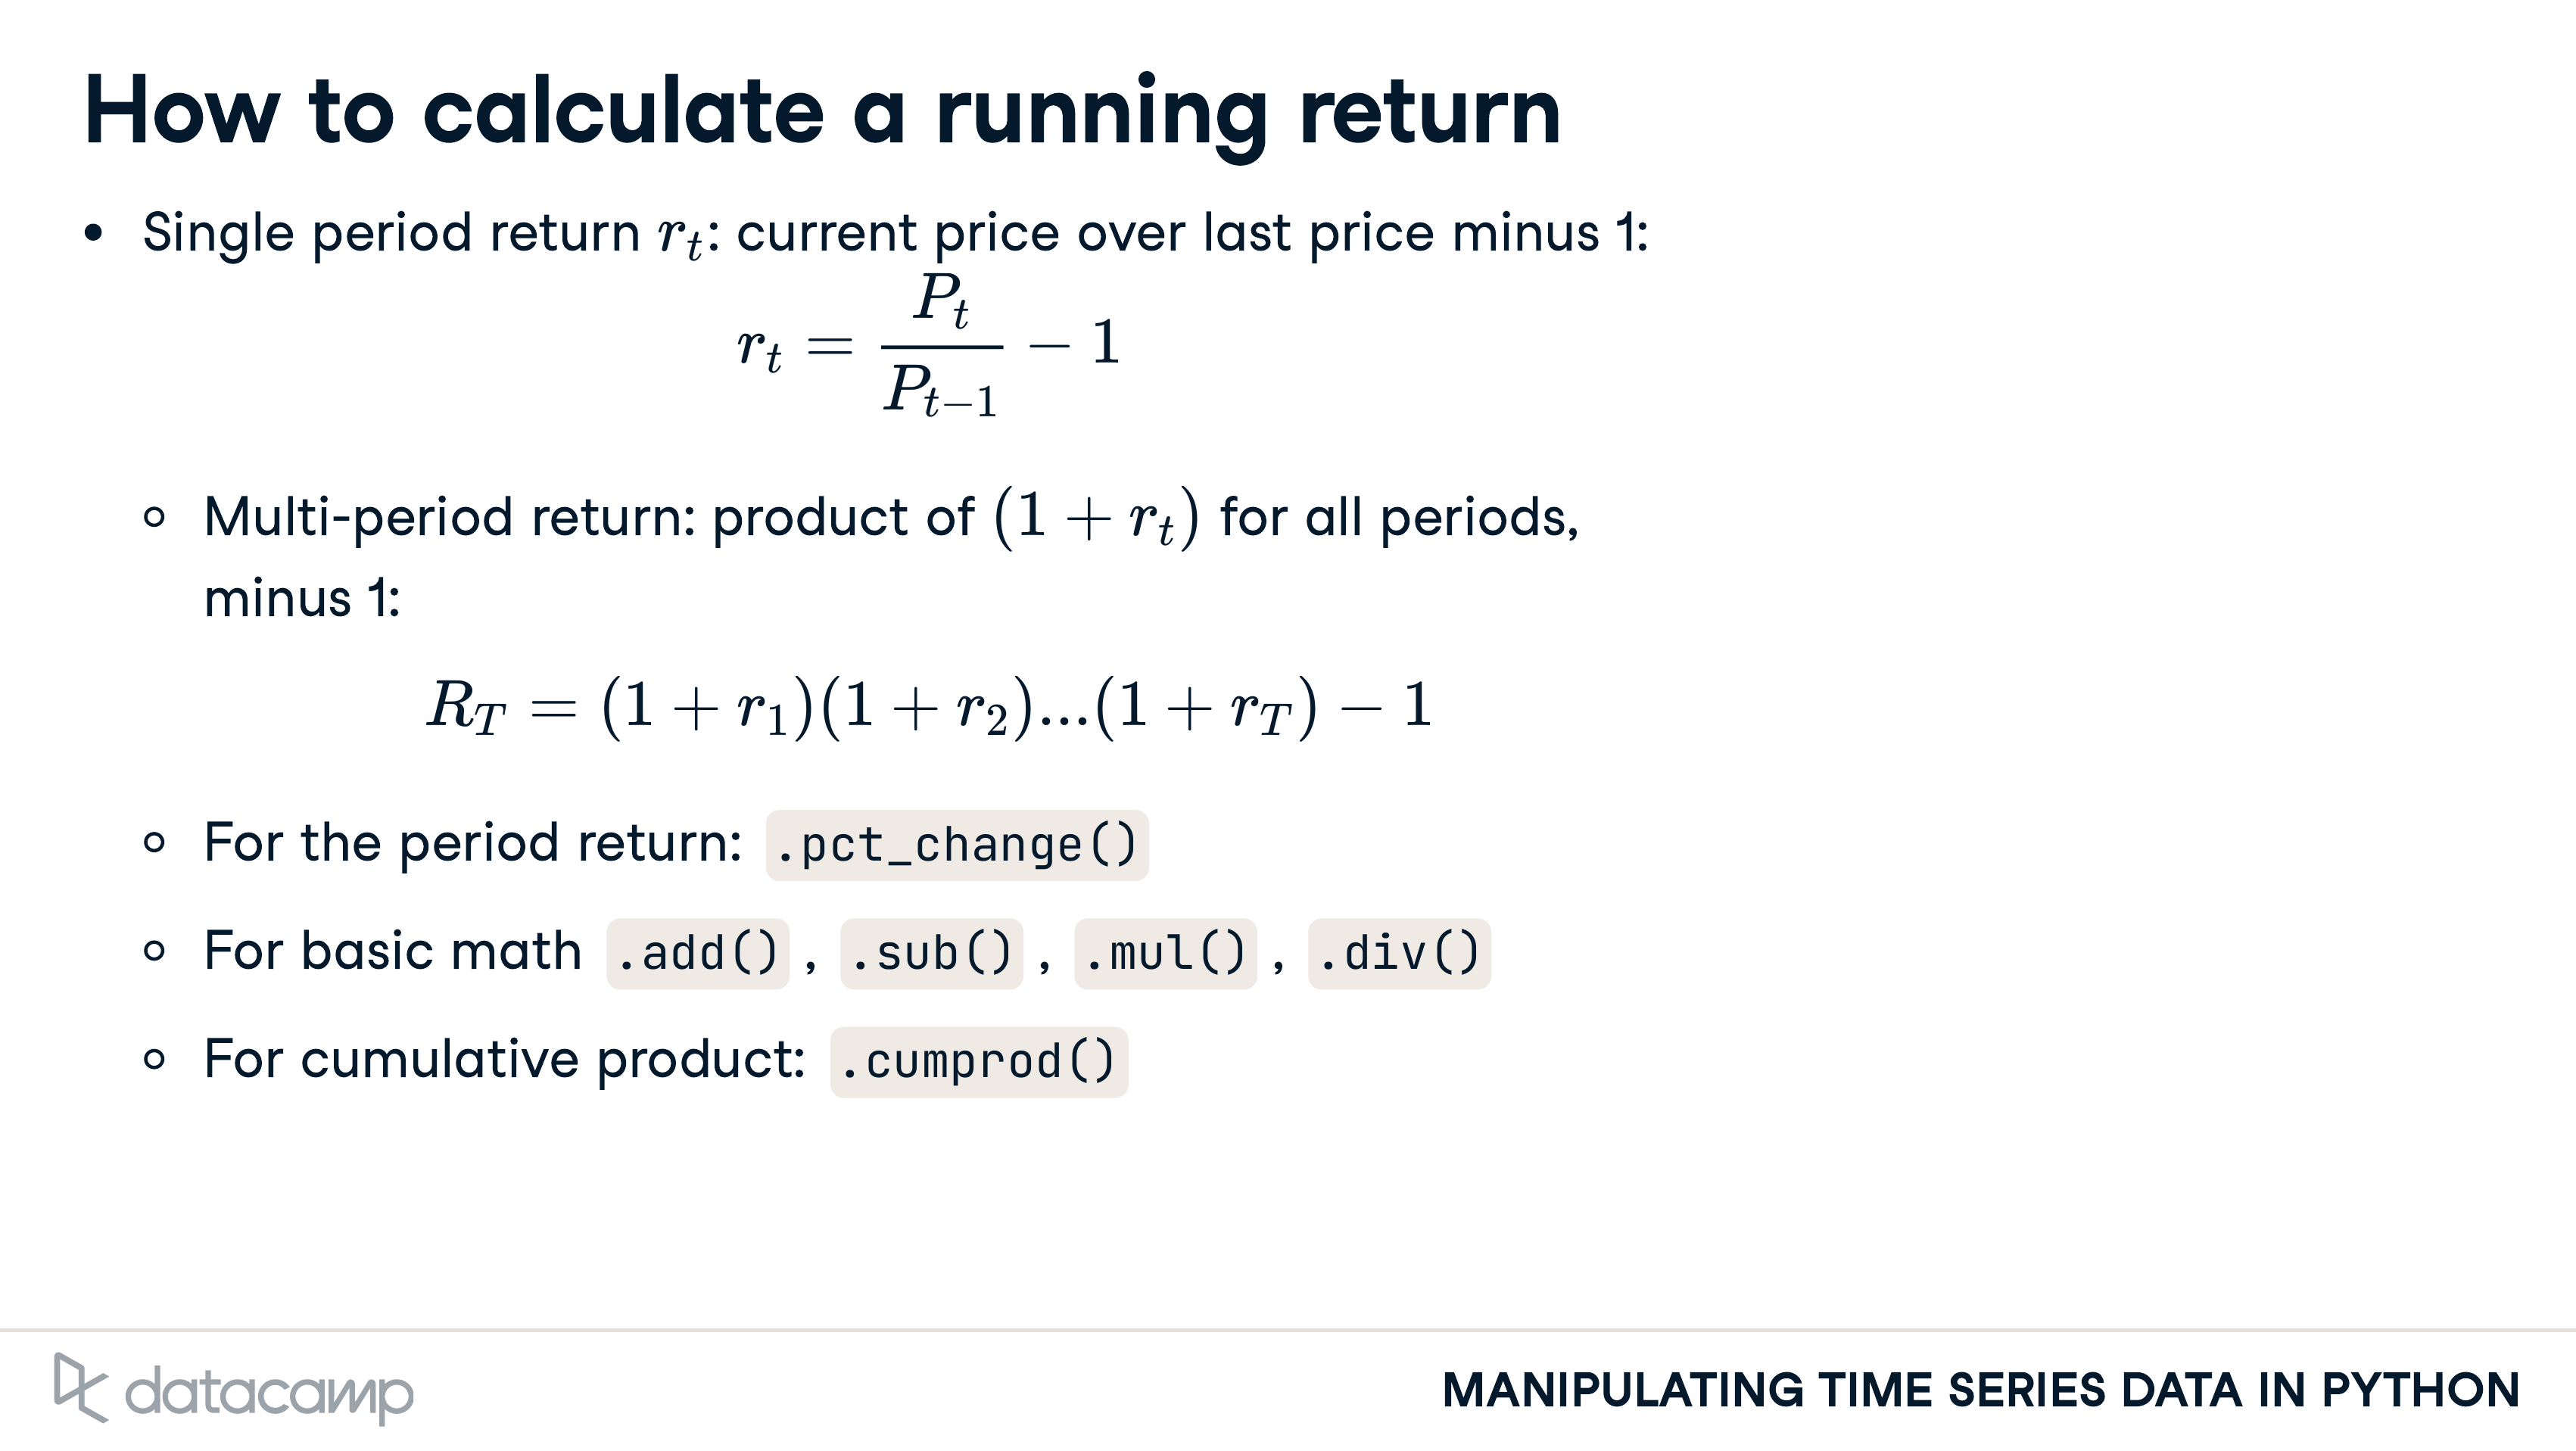 How to calculate a running return
• Single period return r_t: current price over last price minus 1:
r_t = P_t / P_{t−1} − 1
∘ Multi-period return: product of (1 + r_t) for all periods,
minus 1:
R_T = (1 + r_1)(1 + r_2)...(1 + r_T) − 1
∘ For the period return: .pct_change()
∘ For basic math .add() , .sub() , .mul() , .div()
∘ For cumulative product: .cumprod()
datacamp
MANIPULATING TIME SERIES DATA IN PYTHON